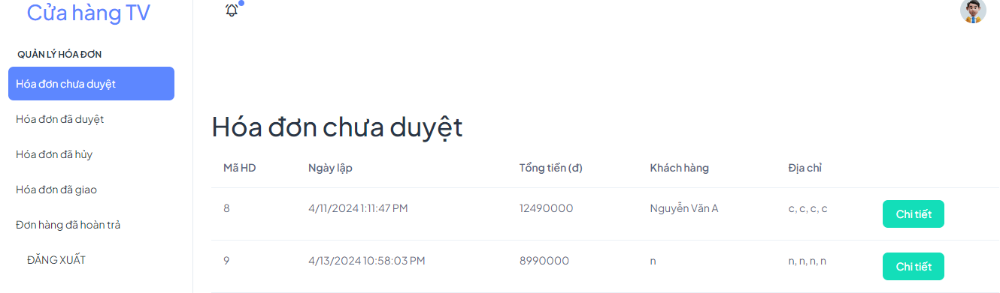 Cửa hàng TV
QUẢN LÝ HÓA ĐƠN
Hóa đơn chưa duyệt
Hóa đơn đã duyệt
Hóa đơn đã hủy
Hóa đơn đã giao
Đơn hàng đã hoàn trả
ĐĂNG XUẤT
Hóa đơn chưa duyệt
Mã HD Ngày lập Tổng tiền (đ) Khách hàng Địa chỉ
8 4/11/2024 1:11:47 PM 12490000 Nguyễn Văn A c, c, c, c Chi tiết
9 4/13/2024 10:58:03 PM 8990000 n n, n, n, n Chi tiết